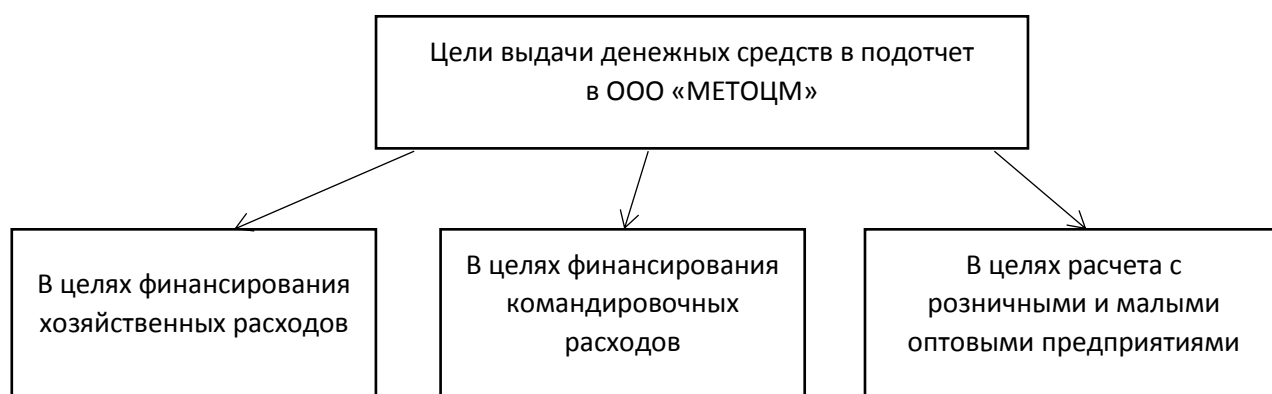 Цели выдачи денежных средств в подотчет
в ООО «МЕТОЦМ»
В целях финансирования
хозяйственных расходов
В целях финансирования
командировочных
расходов
В целях расчета с
розничными и малыми
оптовыми предприятиями